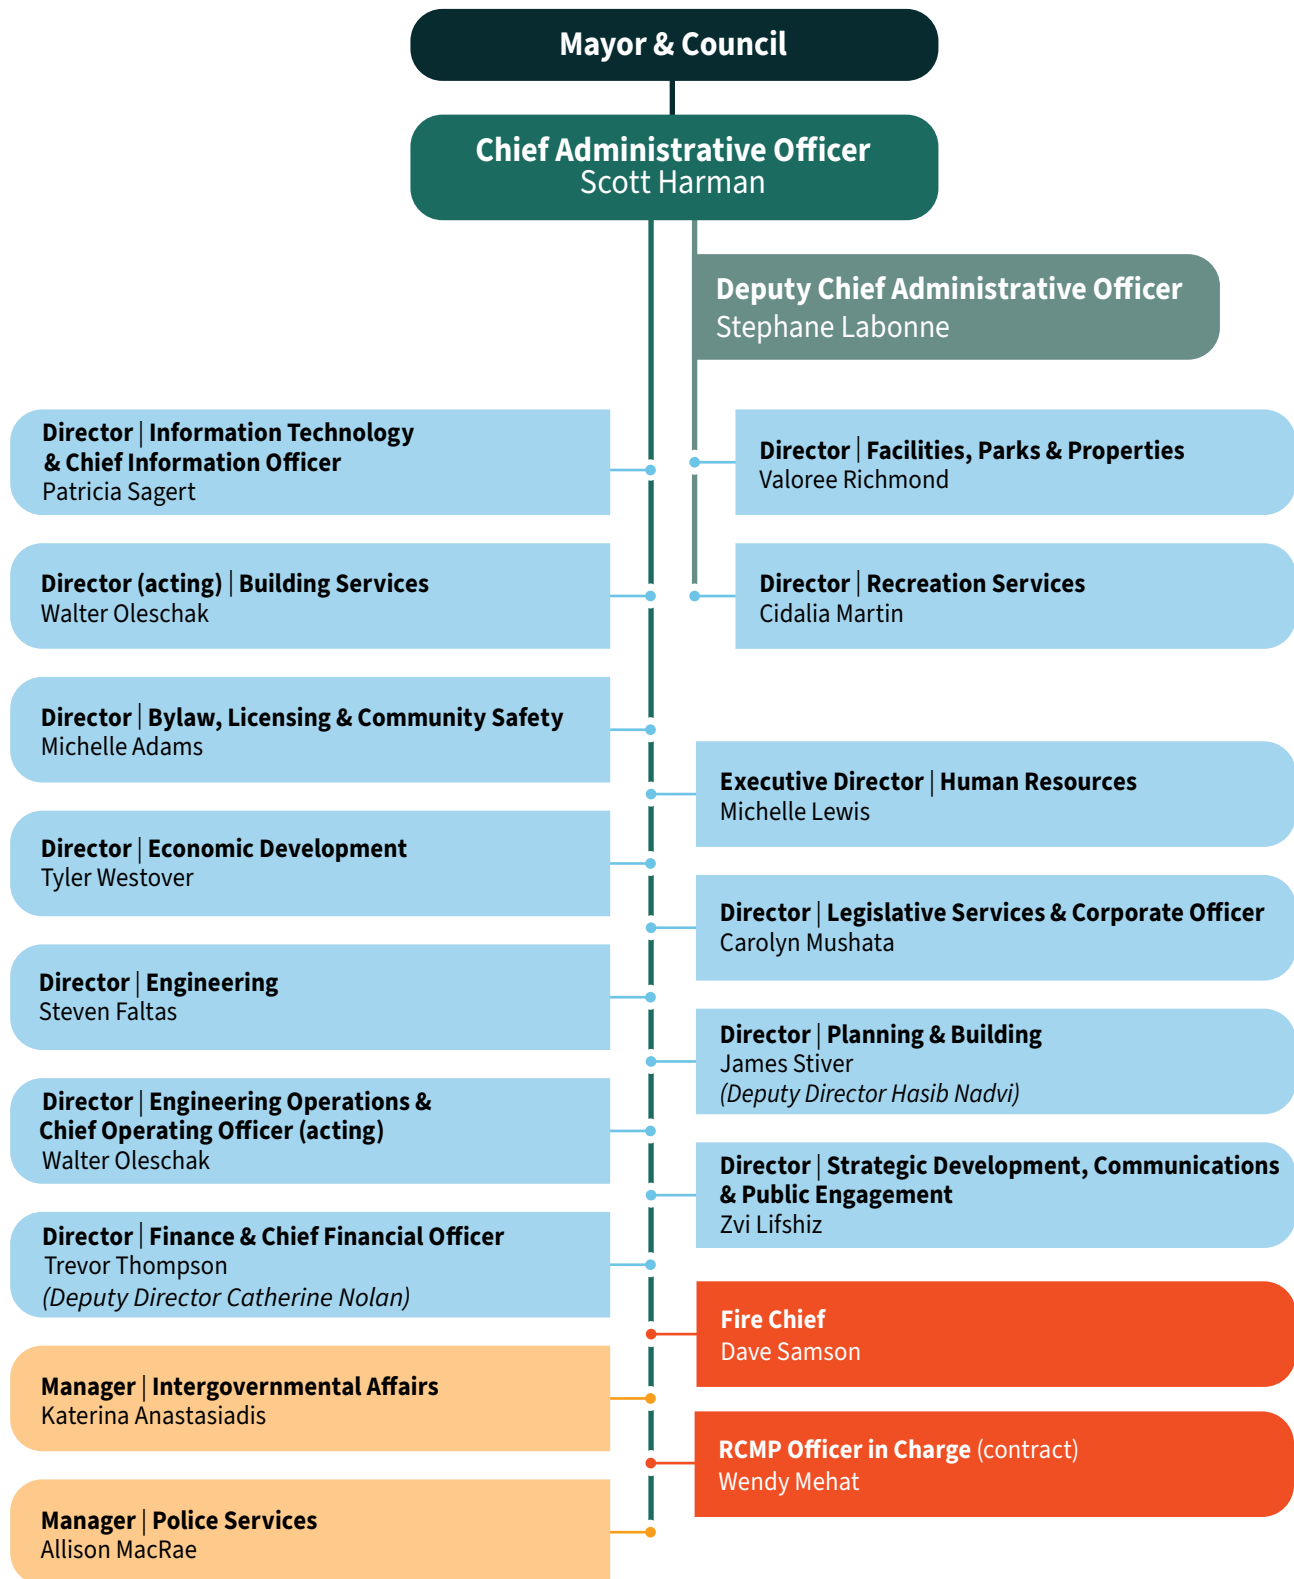 Mayor & Council
Chief Administrative Officer
Scott Harman
Deputy Chief Administrative Officer
Stephane Labonne
Director | Information Technology
& Chief Information Officer
Patricia Sagert
Director (acting) | Building Services
Walter Oleschak
Director | Bylaw, Licensing & Community Safety
Michelle Adams
Director | Economic Development
Tyler Westover
Director | Engineering
Steven Faltas
Director | Engineering Operations &
Chief Operating Officer (acting)
Walter Oleschak
Director | Finance & Chief Financial Officer
Trevor Thompson
(Deputy Director Catherine Nolan)
Manager | Intergovernmental Affairs
Katerina Anastasiadis
Manager | Police Services
Allison MacRae
Director | Facilities, Parks & Properties
Valoree Richmond
Director | Recreation Services
Cidalia Martin
Executive Director | Human Resources
Michelle Lewis
Director | Legislative Services & Corporate Officer
Carolyn Mushata
Director | Planning & Building
James Stiver
(Deputy Director Hasib Nadvi)
Director | Strategic Development, Communications
& Public Engagement
Zvi Lifshiz
Fire Chief
Dave Samson
RCMP Officer in Charge (contract)
Wendy Mehat